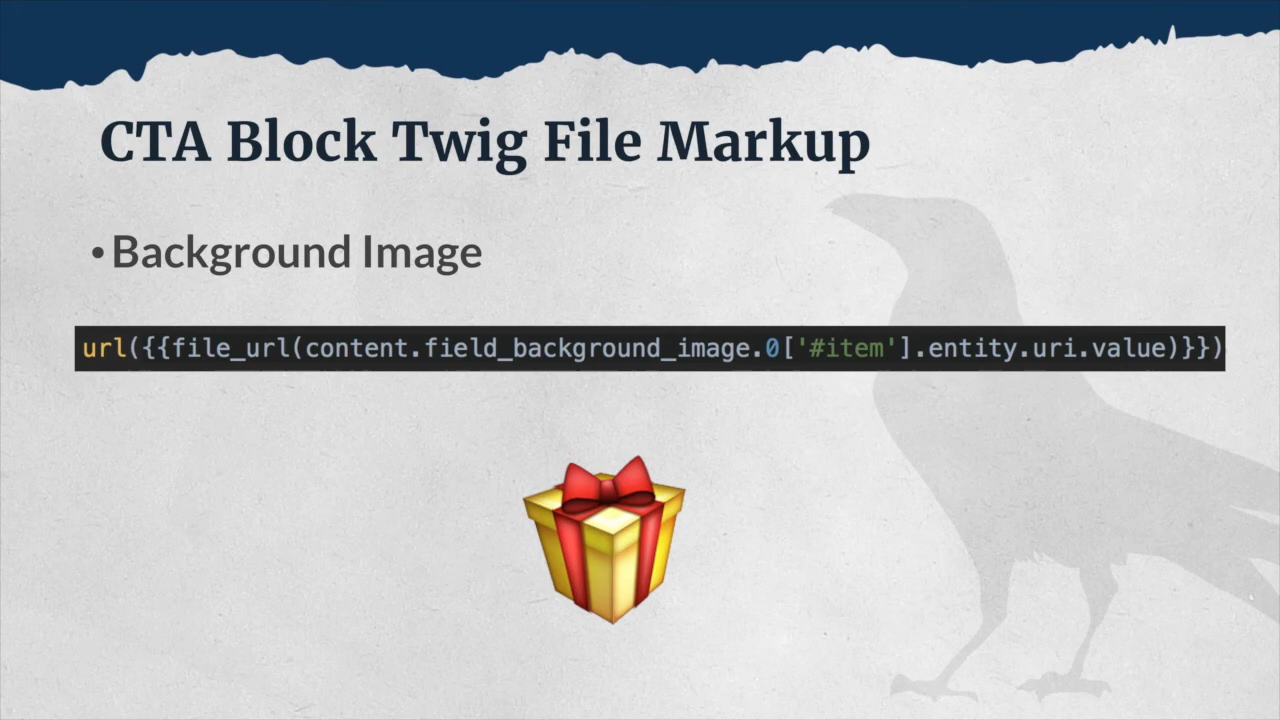 CTA Block Twig File Markup
•Background Image
url({{file_url(content.field_background_image.0['#item'].entity.uri.value)}})